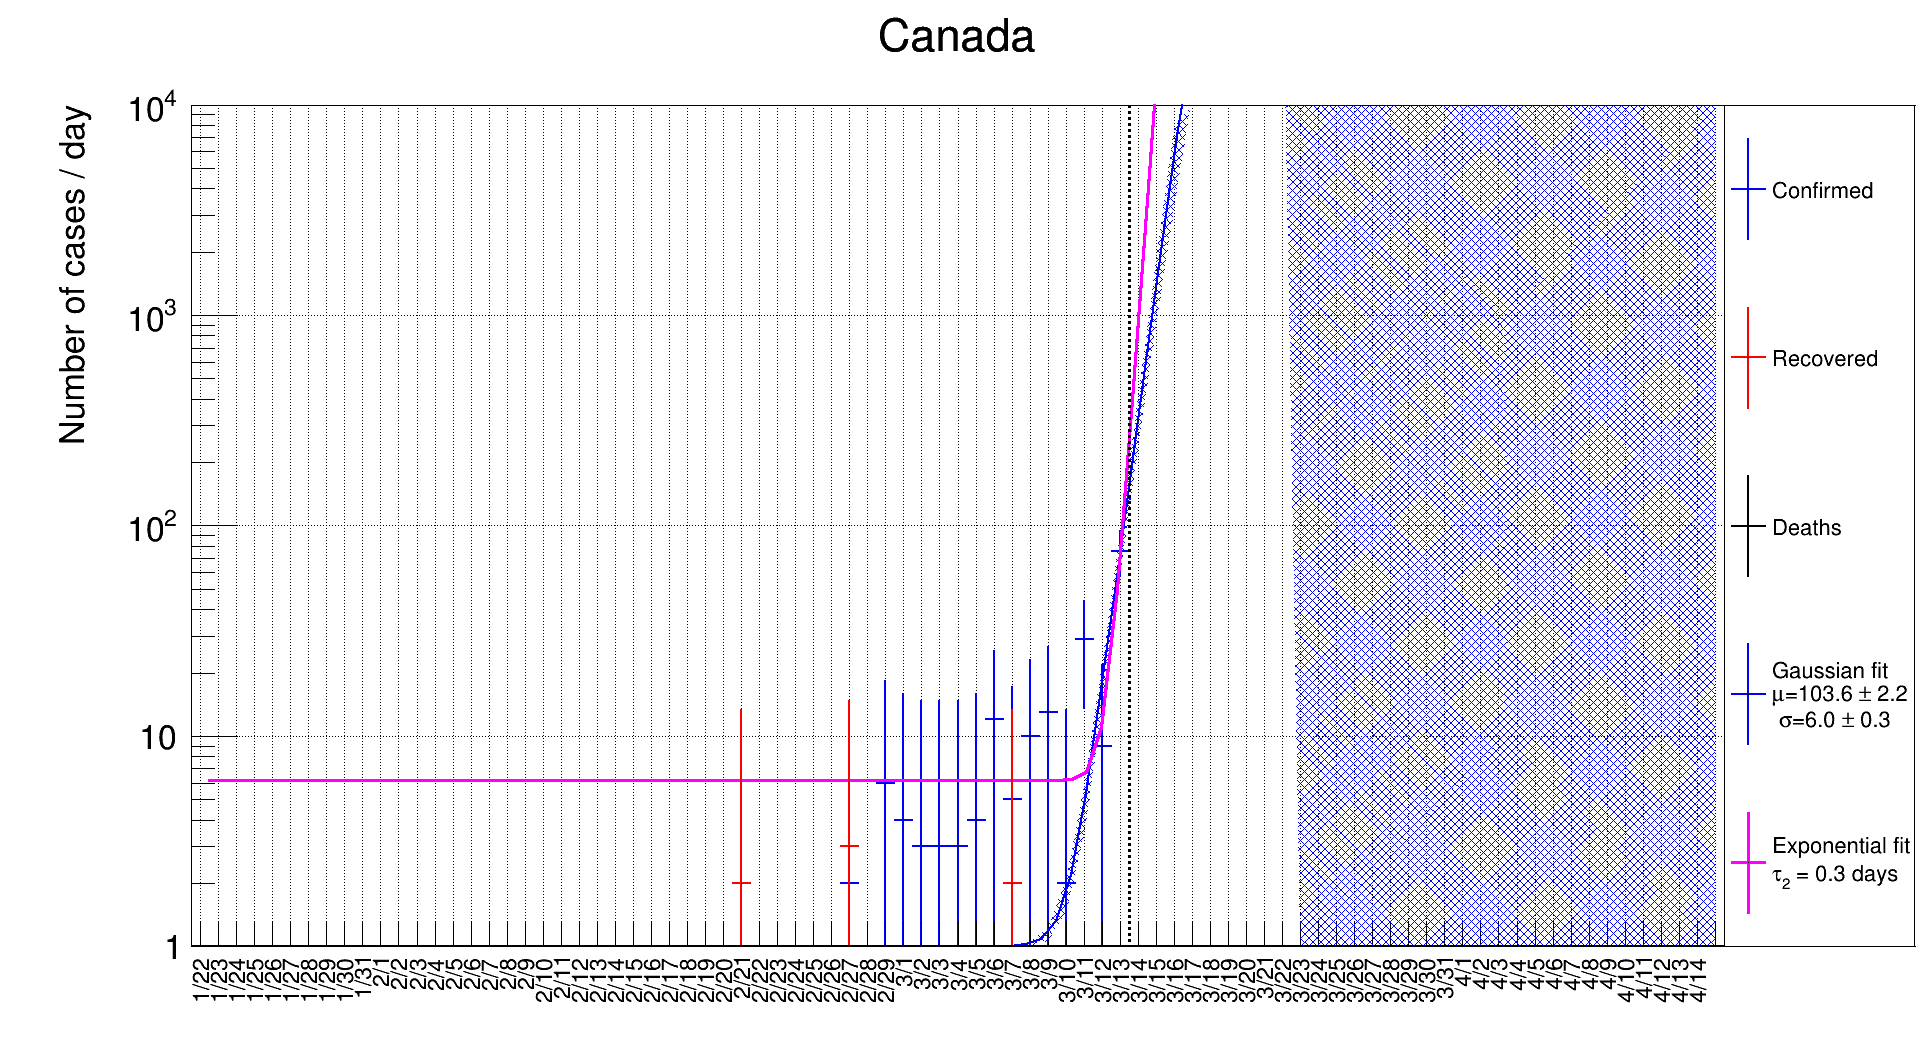 Canada
Number of cases / day
10⁴
10³
10²
10
1
1/22 1/23 1/24 1/25 1/26 1/27 1/28 1/29 1/30 1/31 2/1 2/2 2/3 2/4 2/5 2/6 2/7 2/8 2/9 2/10 2/11 2/12 2/13 2/14 2/15 2/16 2/17 2/18 2/19 2/20 2/21 2/22 2/23 2/24 2/25 2/26 2/27 2/28 2/29 3/1 3/2 3/3 3/4 3/5 3/6 3/7 3/8 3/9 3/10 3/11 3/12 3/13 3/14 3/15 3/16 3/17 3/18 3/19 3/20 3/21 3/22 3/23 3/24 3/25 3/26 3/27 3/28 3/29 3/30 3/31 4/1 4/2 4/3 4/4 4/5 4/6 4/7 4/8 4/9 4/10 4/11 4/12 4/13 4/14
Confirmed
Recovered
Deaths
Gaussian fit
μ=103.6 ± 2.2
σ=6.0 ± 0.3
Exponential fit
τ₂ = 0.3 days